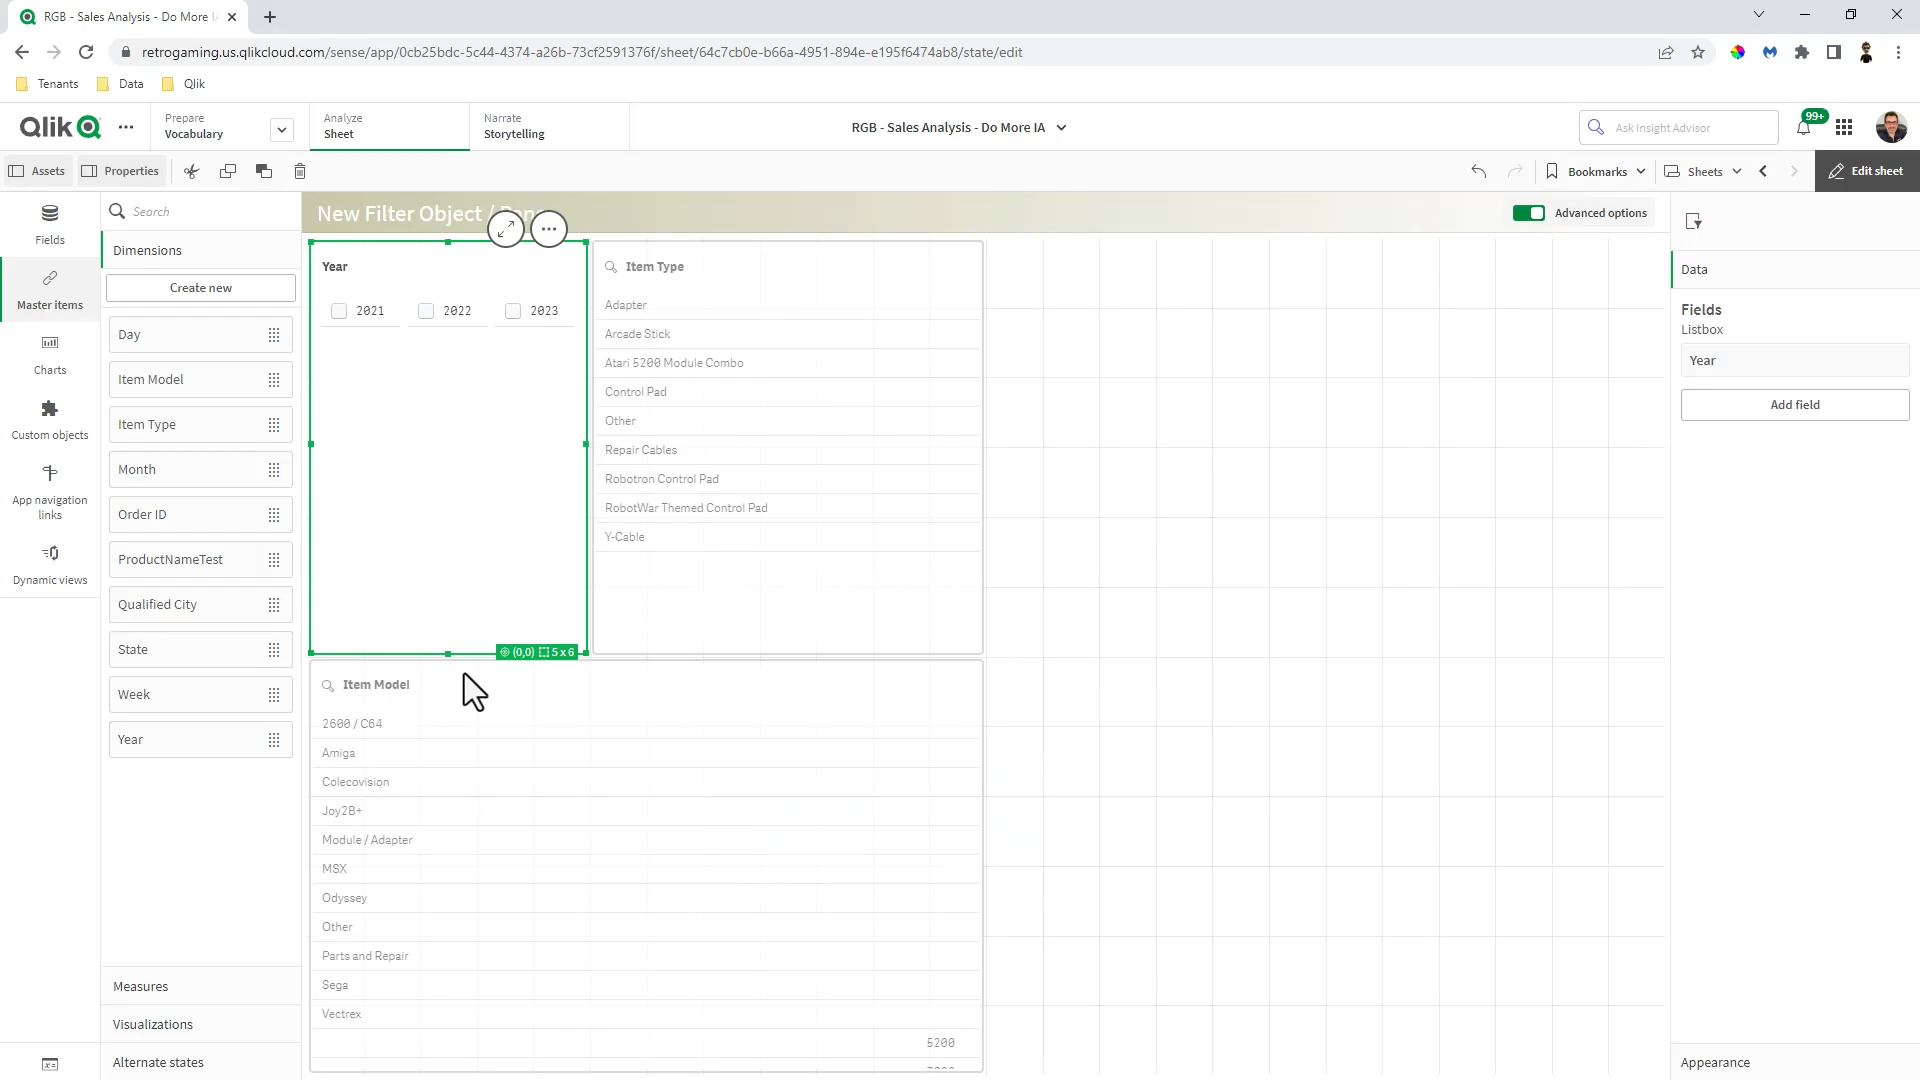 RGB - Sales Analysis - Do More IA
retrogaming.us.qlikcloud.com/sense/app/0cb25bdc-5c44-4374-a26b-73cf2591376f/sheet/64c7cb0e-b66a-4951-894e-e195f6474ab8/state/edit
Tenants
Data
Qlik
Qlik
Prepare
Vocabulary
Analyze
Sheet
Narrate
Storytelling
RGB - Sales Analysis - Do More IA
Ask Insight Advisor
99+
Assets
Properties
Bookmarks
Sheets
Edit sheet
Fields
Master items
Charts
Custom objects
App navigation
links
Dynamic views
Search
Dimensions
Create new
Day
Item Model
Item Type
Month
Order ID
ProductNameTest
Qualified City
State
Week
Year
Measures
Visualizations
Alternate states
New Filter Object /
Advanced options
Year
2021
2022
2023
(0,0) 5 x 6
Item Type
Adapter
Arcade Stick
Atari 5200 Module Combo
Control Pad
Other
Repair Cables
Robotron Control Pad
RobotWar Themed Control Pad
Y-Cable
Item Model
2600 / C64
Amiga
Colecovision
Joy2B+
Module / Adapter
MSX
Odyssey
Other
Parts and Repair
Sega
Vectrex
5200
Data
Fields
Listbox
Year
Add field
Appearance